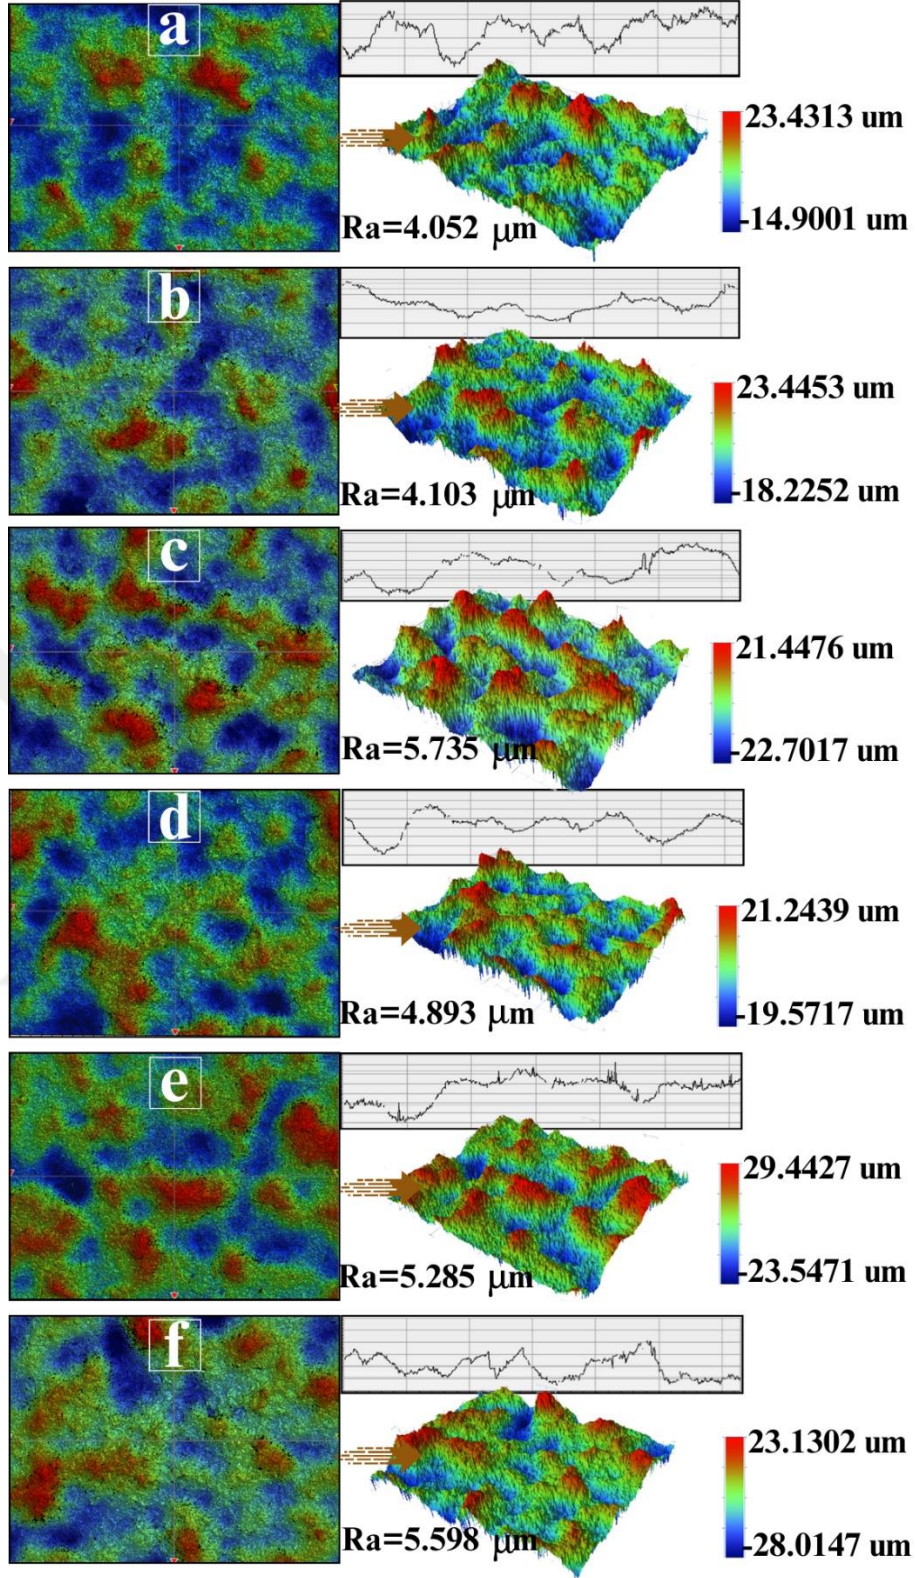 a
23.4313 um
-14.9001 um
Ra=4.052 μm
b
23.4453 um
-18.2252 um
Ra=4.103 μm
c
21.4476 um
-22.7017 um
Ra=5.735 μm
d
21.2439 um
-19.5717 um
Ra=4.893 μm
e
29.4427 um
-23.5471 um
Ra=5.285 μm
f
23.1302 um
-28.0147 um
Ra=5.598 μm